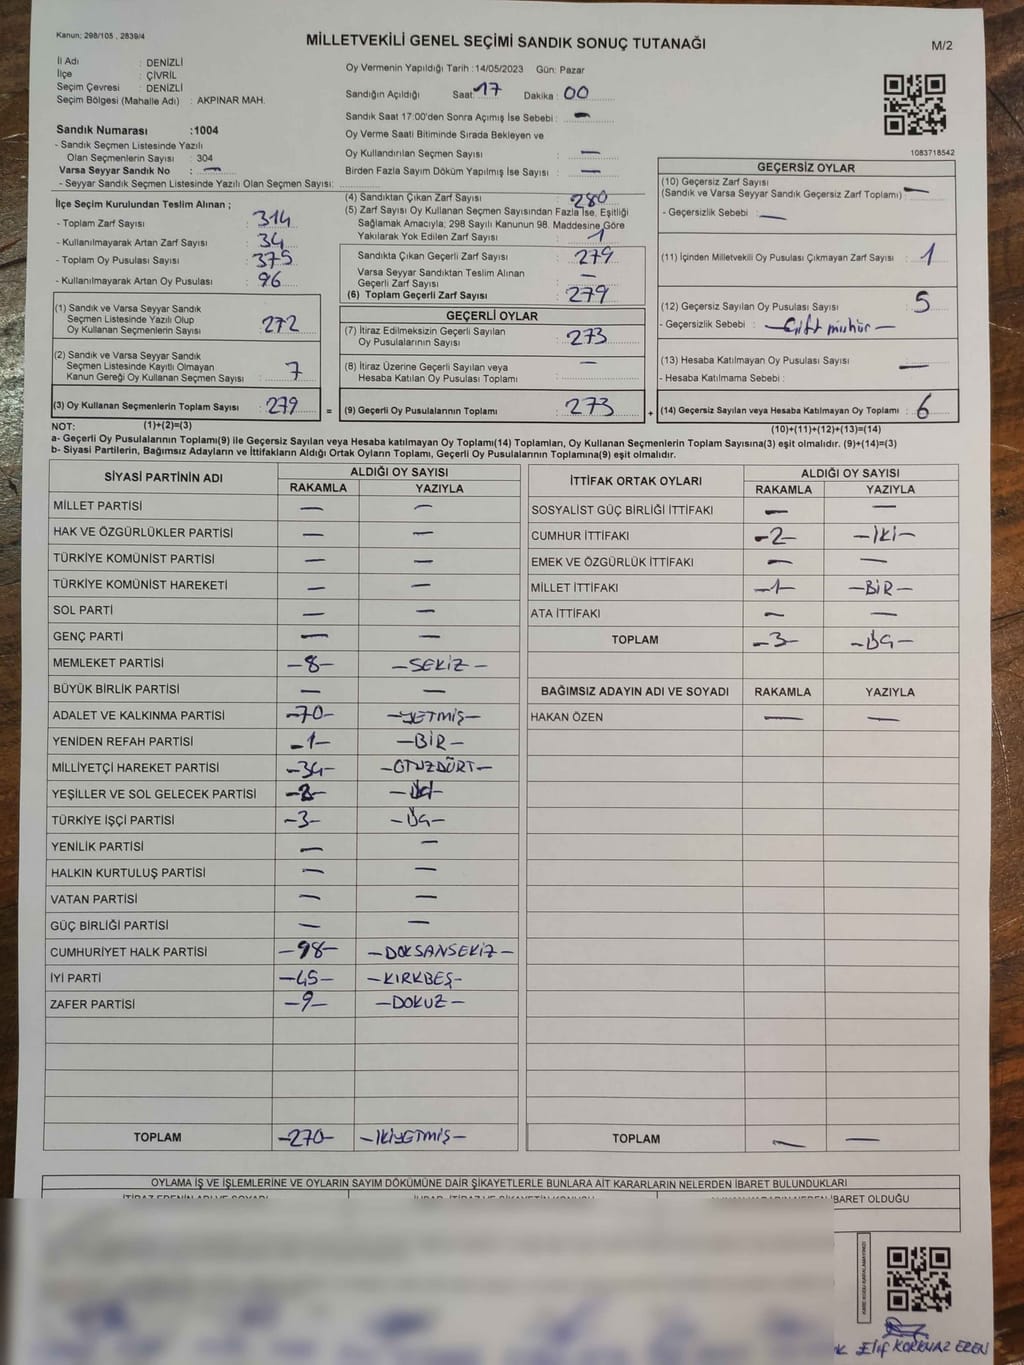 Kanun; 298/105 , 2839/4
MİLLETVEKİLİ GENEL SEÇİMİ SANDIK SONUÇ TUTANAĞI
M/2
İl Adı : DENİZLİ
İlçe : ÇİVRİL
Seçim Çevresi : DENİZLİ
Seçim Bölgesi (Mahalle Adı) : AKPINAR MAH.
Oy Vermenin Yapıldığı Tarih :14/05/2023 Gün: Pazar
Sandığın Açıldığı Saat: 17 Dakika : 00
Sandık Saat 17:00'den Sonra Açımış İse Sebebi : —
Oy Verme Saati Bitiminde Sırada Bekleyen ve
Oy Kullandırılan Seçmen Sayısı : —
Birden Fazla Sayım Döküm Yapılmış İse Sayısı : —
1083718542
Sandık Numarası :1004
- Sandık Seçmen Listesinde Yazılı
Olan Seçmenlerin Sayısı : 304
Varsa Seyyar Sandık No : —
- Seyyar Sandık Seçmen Listesinde Yazılı Olan Seçmen Sayısı:
İlçe Seçim Kurulundan Teslim Alınan ;
- Toplam Zarf Sayısı : 314
- Kullanılmayarak Artan Zarf Sayısı : 34
- Toplam Oy Pusulası Sayısı : 375
- Kullanılmayarak Artan Oy Pusulası : 96
(1) Sandık ve Varsa Seyyar Sandık
Seçmen Listesinde Yazılı Olup
Oy Kullanan Seçmenlerin Sayısı : 272
(2) Sandık ve Varsa Seyyar Sandık
Seçmen Listesinde Kayıtlı Olmayan
Kanun Gereği Oy Kullanan Seçmen Sayısı : 7
(3) Oy Kullanan Seçmenlerin Toplam Sayısı : 279
(4) Sandıktan Çıkan Zarf Sayısı : 280
(5) Zarf Sayısı Oy Kullanan Seçmen Sayısından Fazla İse, Eşitliği
Sağlamak Amacıyla; 298 Sayılı Kanunun 98. Maddesine Göre
Yakılarak Yok Edilen Zarf Sayısı : 1
Sandıkta Çıkan Geçerli Zarf Sayısı : 279
Varsa Seyyar Sandıktan Teslim Alınan
Geçerli Zarf Sayısı : —
(6) Toplam Geçerli Zarf Sayısı : 279
GEÇERLİ OYLAR
(7) İtiraz Edilmeksizin Geçerli Sayılan
Oy Pusulalarının Sayısı : 273
(8) İtiraz Üzerine Geçerli Sayılan veya
Hesaba Katılan Oy Pusulası Toplamı : —
= (9) Geçerli Oy Pusulalarının Toplamı : 273 +
GEÇERSİZ OYLAR
(10) Geçersiz Zarf Sayısı
(Sandık ve Varsa Seyyar Sandık Geçersiz Zarf Toplamı) : —
- Geçersizlik Sebebi : —
(11) İçinden Milletvekili Oy Pusulası Çıkmayan Zarf Sayısı : 1
(12) Geçersiz Sayılan Oy Pusulası Sayısı : 5
- Geçersizlik Sebebi : — Çift mühür —
(13) Hesaba Katılmayan Oy Pusulası Sayısı : —
- Hesaba Katılmama Sebebi :
(14) Geçersiz Sayılan veya Hesaba Katılmayan Oy Toplamı : 6
NOT: (1)+(2)=(3)
(10)+(11)+(12)+(13)=(14)
a- Geçerli Oy Pusulalarının Toplamı(9) ile Geçersiz Sayılan veya Hesaba katılmayan Oy Toplamı(14) Toplamları, Oy Kullanan Seçmenlerin Toplam Sayısına(3) eşit olmalıdır. (9)+(14)=(3)
b- Siyasi Partilerin, Bağımsız Adayların ve İttifakların Aldığı Ortak Oyların Toplamı, Geçerli Oy Pusulalarının Toplamına(9) eşit olmalıdır.
SİYASİ PARTİNİN ADI ALDIĞI OY SAYISI
RAKAMLA YAZIYLA
MİLLET PARTİSİ — —
HAK VE ÖZGÜRLÜKLER PARTİSİ — —
TÜRKİYE KOMÜNİST PARTİSİ — —
TÜRKİYE KOMÜNİST HAREKETİ — —
SOL PARTİ — —
GENÇ PARTİ — —
MEMLEKET PARTİSİ –8– –SEKİZ–
BÜYÜK BİRLİK PARTİSİ — —
ADALET VE KALKINMA PARTİSİ –70– –YETMİŞ–
YENİDEN REFAH PARTİSİ –1– –BİR–
MİLLİYETÇİ HAREKET PARTİSİ –34– –OTUZDÖRT–
YEŞİLLER VE SOL GELECEK PARTİSİ
TÜRKİYE İŞÇİ PARTİSİ –3– –ÜÇ–
YENİLİK PARTİSİ — —
HALKIN KURTULUŞ PARTİSİ — —
VATAN PARTİSİ — —
GÜÇ BİRLİĞİ PARTİSİ — —
CUMHURİYET HALK PARTİSİ –98– –DOKSANSEKİZ–
İYİ PARTİ –45– –KIRKBEŞ–
ZAFER PARTİSİ –9– –DOKUZ–
TOPLAM –270– –İKİYETMİŞ–
İTTİFAK ORTAK OYLARI ALDIĞI OY SAYISI
RAKAMLA YAZIYLA
SOSYALİST GÜÇ BİRLİĞİ İTTİFAKI — —
CUMHUR İTTİFAKI –2– –İKİ–
EMEK VE ÖZGÜRLÜK İTTİFAKI — —
MİLLET İTTİFAKI –1– –BİR–
ATA İTTİFAKI — —
TOPLAM –3– –ÜÇ–
BAĞIMSIZ ADAYIN ADI VE SOYADI RAKAMLA YAZIYLA
HAKAN ÖZEN — —
TOPLAM — —
OYLAMA İŞ VE İŞLEMLERİNE VE OYLARIN SAYIM DÖKÜMÜNE DAİR ŞİKAYETLERLE BUNLARA AİT KARARLARIN NELERDEN İBARET BULUNDUKLARI
İBARET OLDUĞU
Elif KORKMAZ EREN